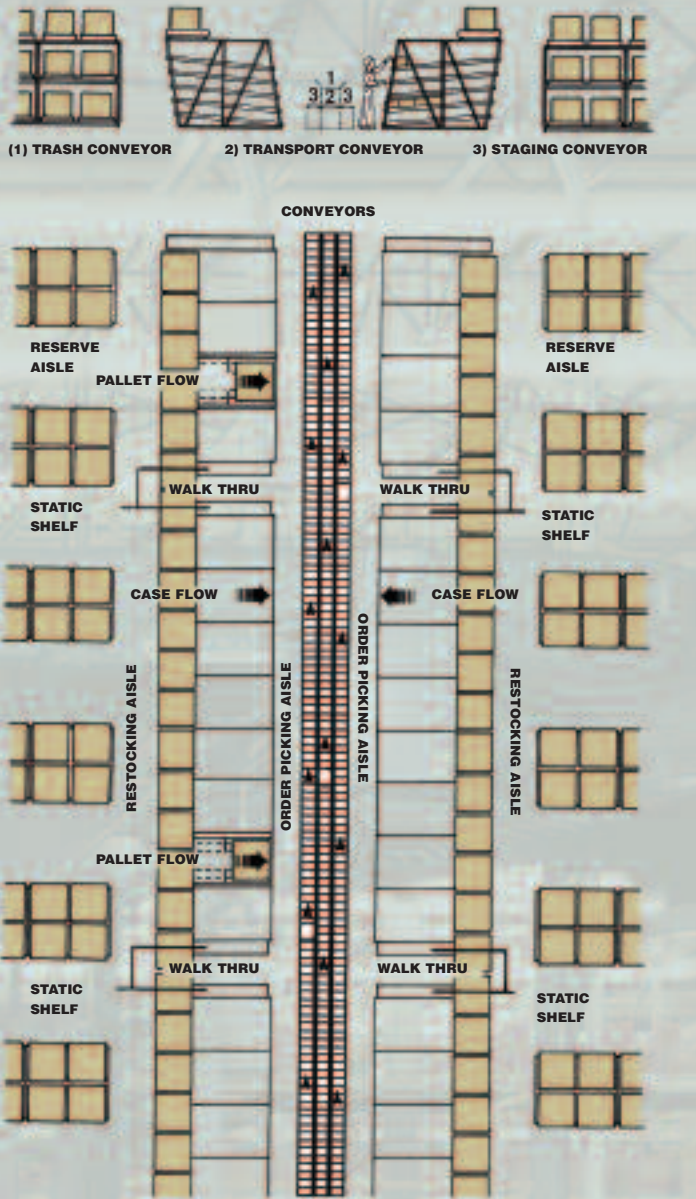 1
3 2 3
(1) TRASH CONVEYOR 2) TRANSPORT CONVEYOR 3) STAGING CONVEYOR
CONVEYORS
RESERVE
AISLE
RESERVE
AISLE
PALLET FLOW
WALK THRU
WALK THRU
STATIC
SHELF
STATIC
SHELF
CASE FLOW
CASE FLOW
RESTOCKING AISLE
ORDER PICKING AISLE
ORDER PICKING AISLE
RESTOCKING AISLE
PALLET FLOW
WALK THRU
WALK THRU
STATIC
SHELF
STATIC
SHELF